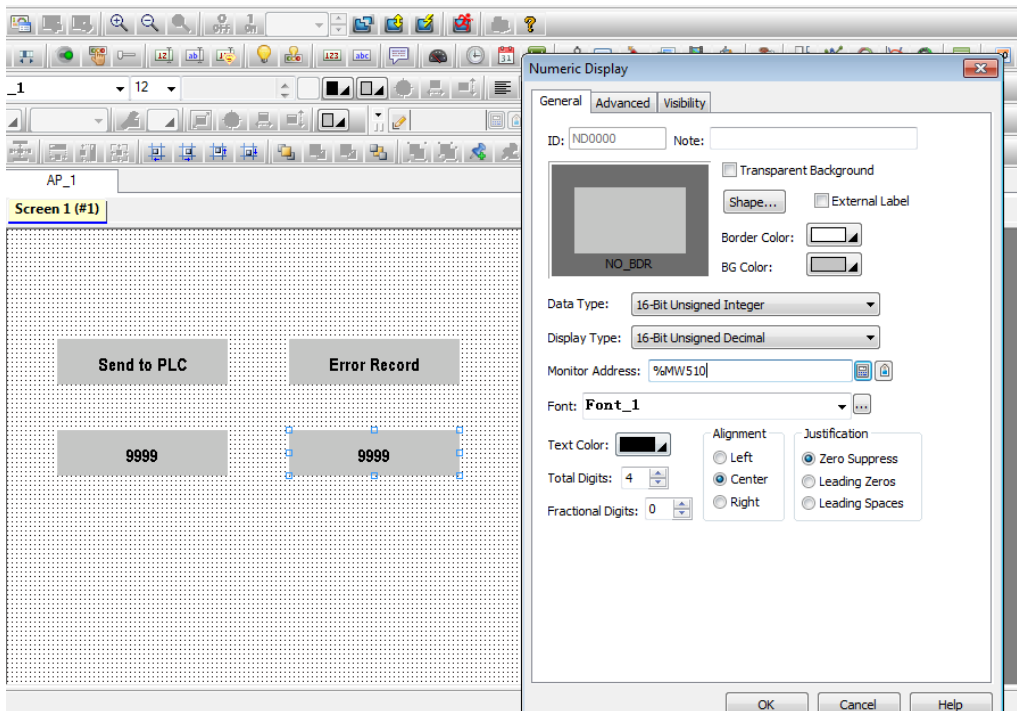 Numeric Display
_1
12
General
Advanced
Visibility
ID:
ND0000
Note:
Transparent Background
Shape...
External Label
NO_BDR
Border Color:
BG Color:
Data Type:
16-Bit Unsigned Integer
Display Type:
16-Bit Unsigned Decimal
Monitor Address:
%MW510
Font:
Font_1
...
Text Color:
Alignment
Justification
Left
Zero Suppress
Total Digits:
4
Center
Leading Zeros
Right
Leading Spaces
Fractional Digits:
0
OK
Cancel
Help
AP_1
Screen 1 (#1)
Send to PLC
Error Record
9999
9999